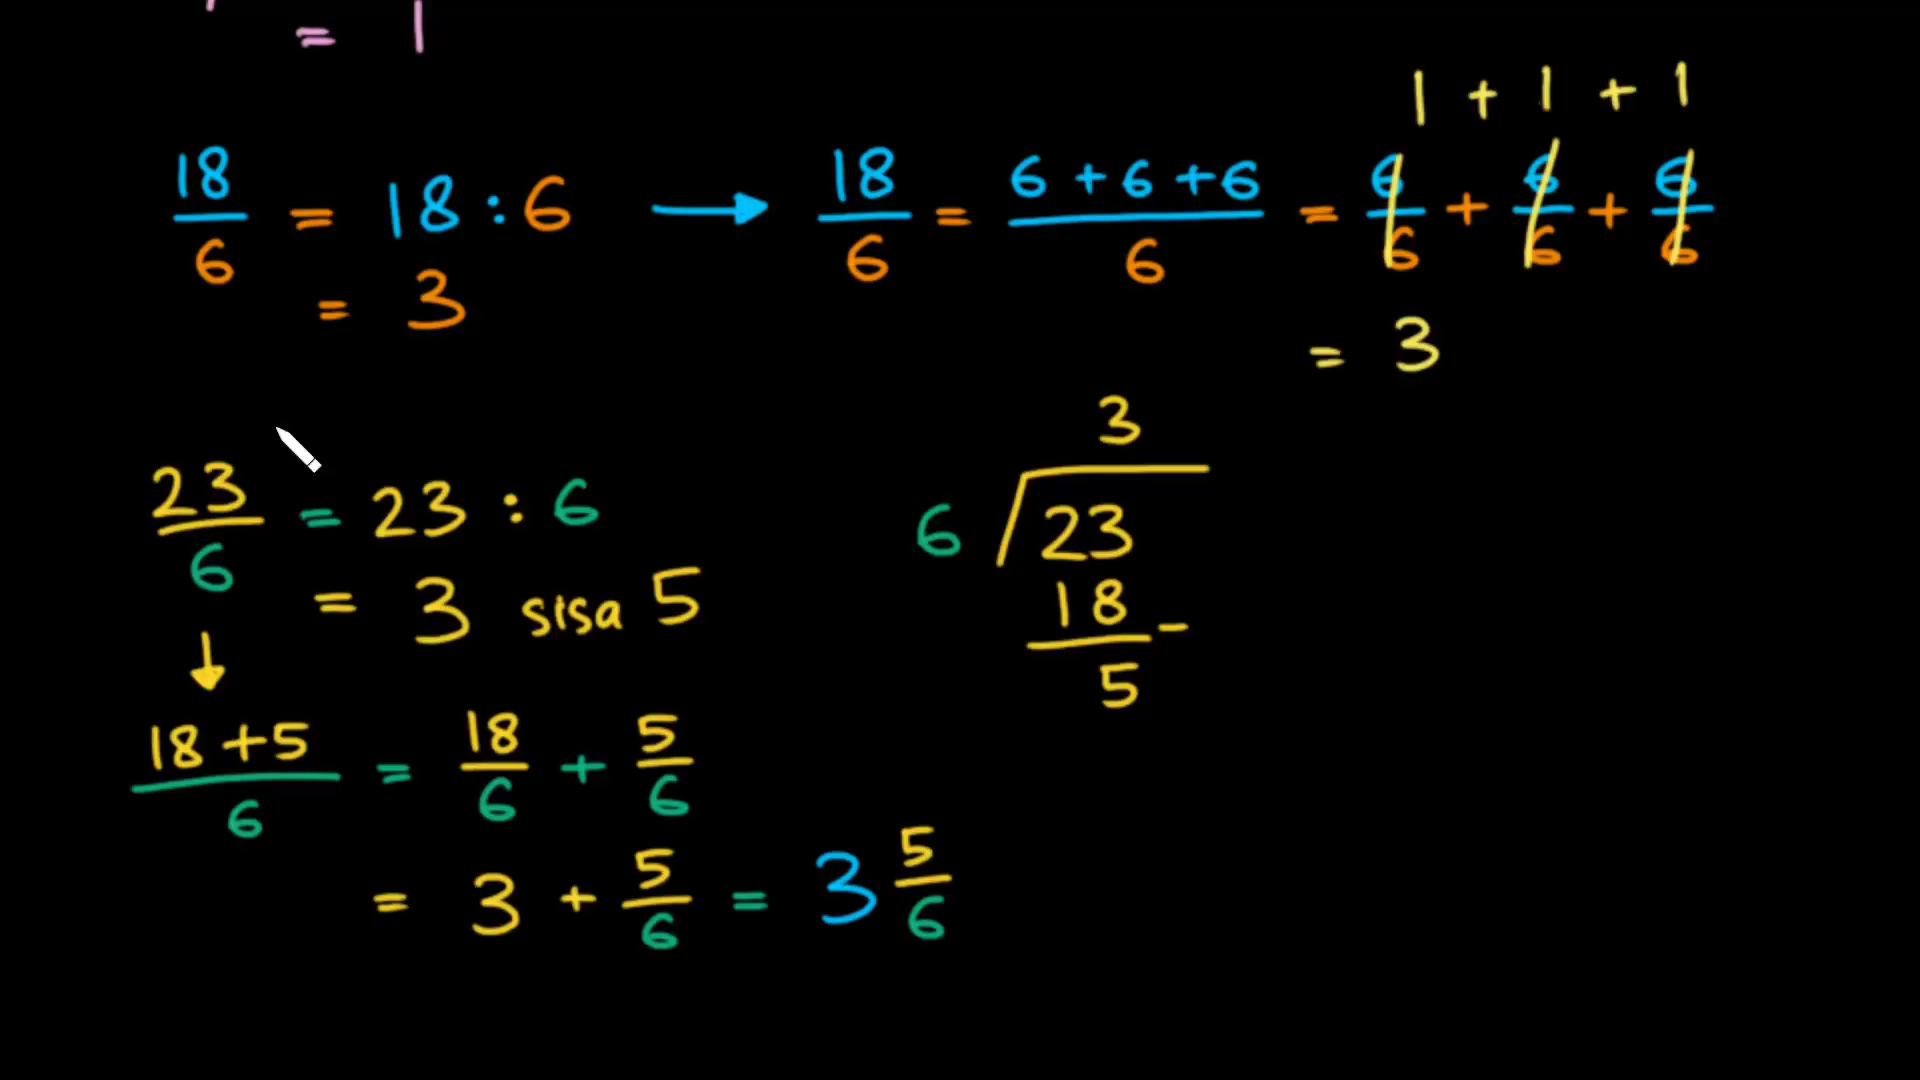 = 1
1 + 1 + 1
18/6 = 18 : 6 → 18/6 = (6 + 6 + 6)/6 = 6/6 + 6/6 + 6/6
= 3
= 3
3
23/6 = 23 : 6
6 23
= 3 sisa 5
18 -
5
(18 + 5)/6 = 18/6 + 5/6
= 3 + 5/6 = 3 5/6